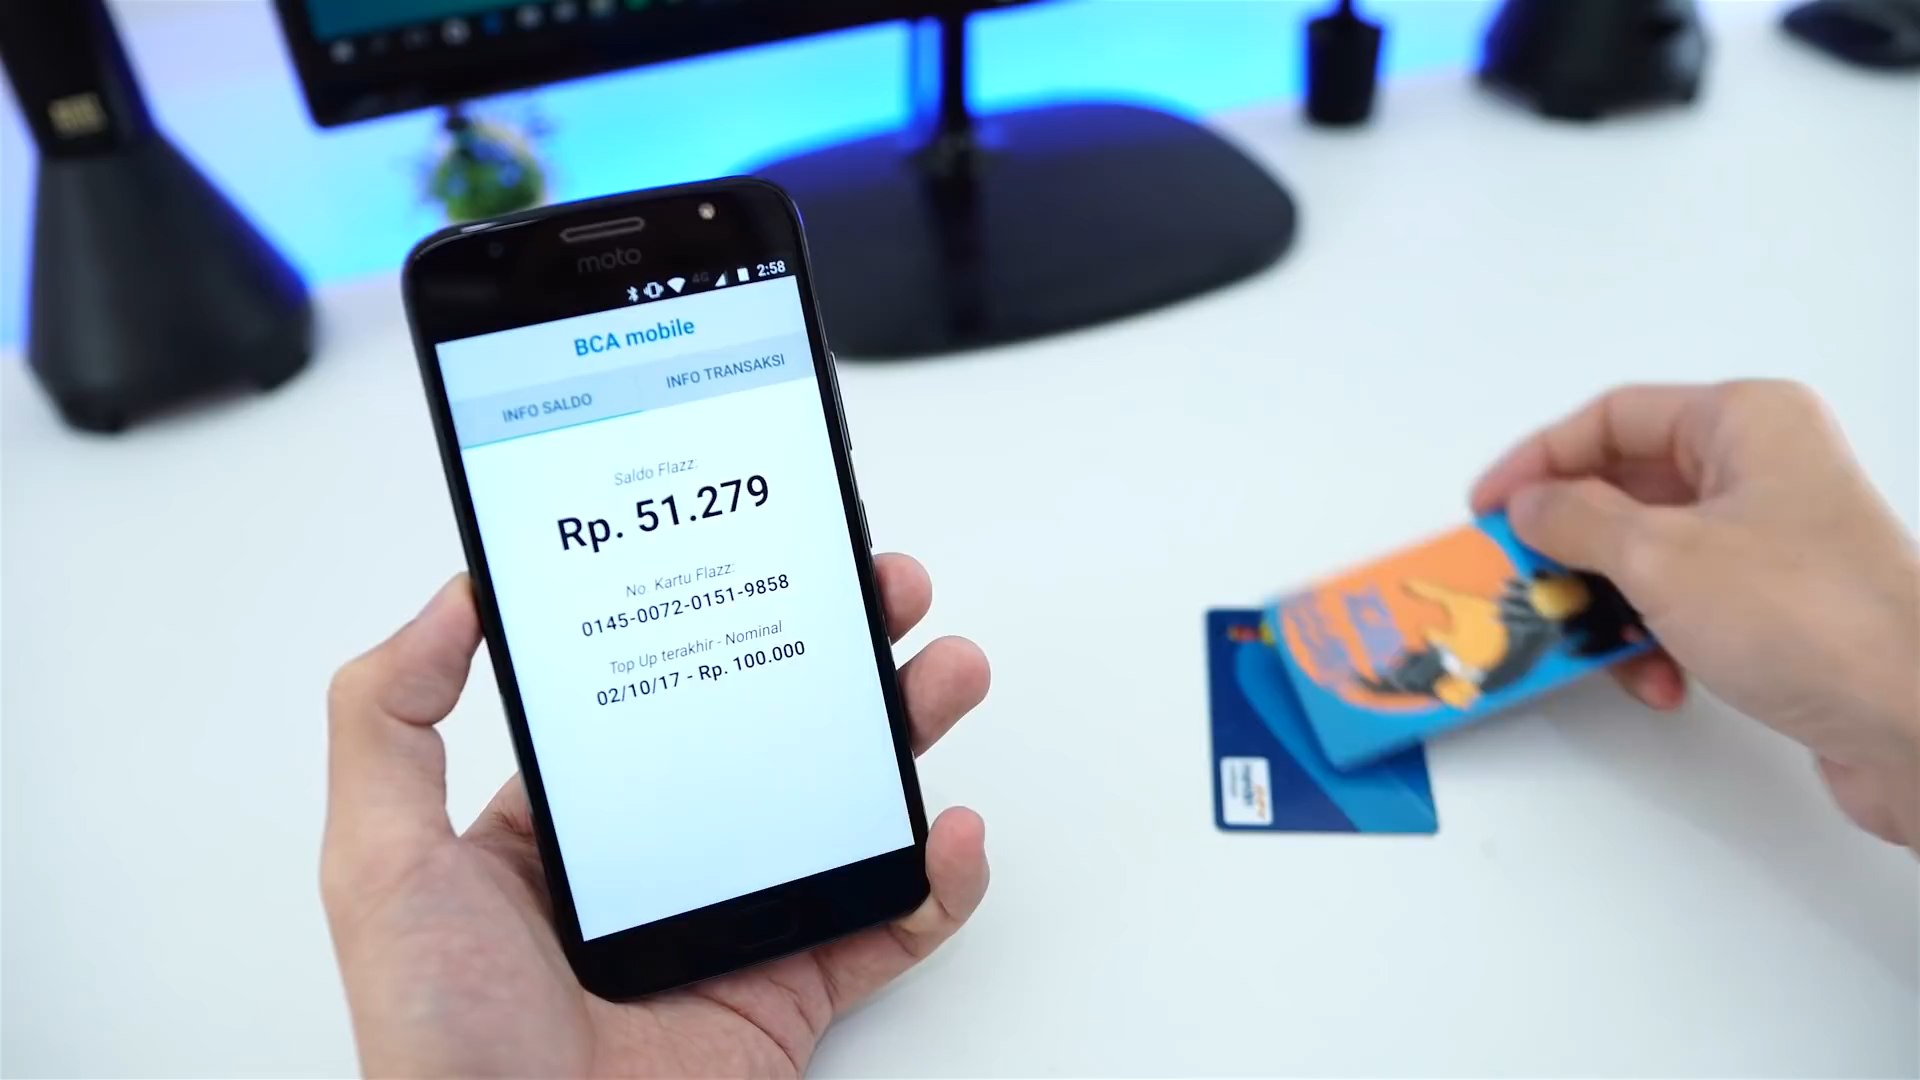 moto
4G 2:58
BCA mobile
INFO SALDO
INFO TRANSAKSI
Saldo Flazz:
Rp. 51.279
No. Kartu Flazz:
0145-0072-0151-9858
Top Up terakhir - Nominal
02/10/17 - Rp. 100.000